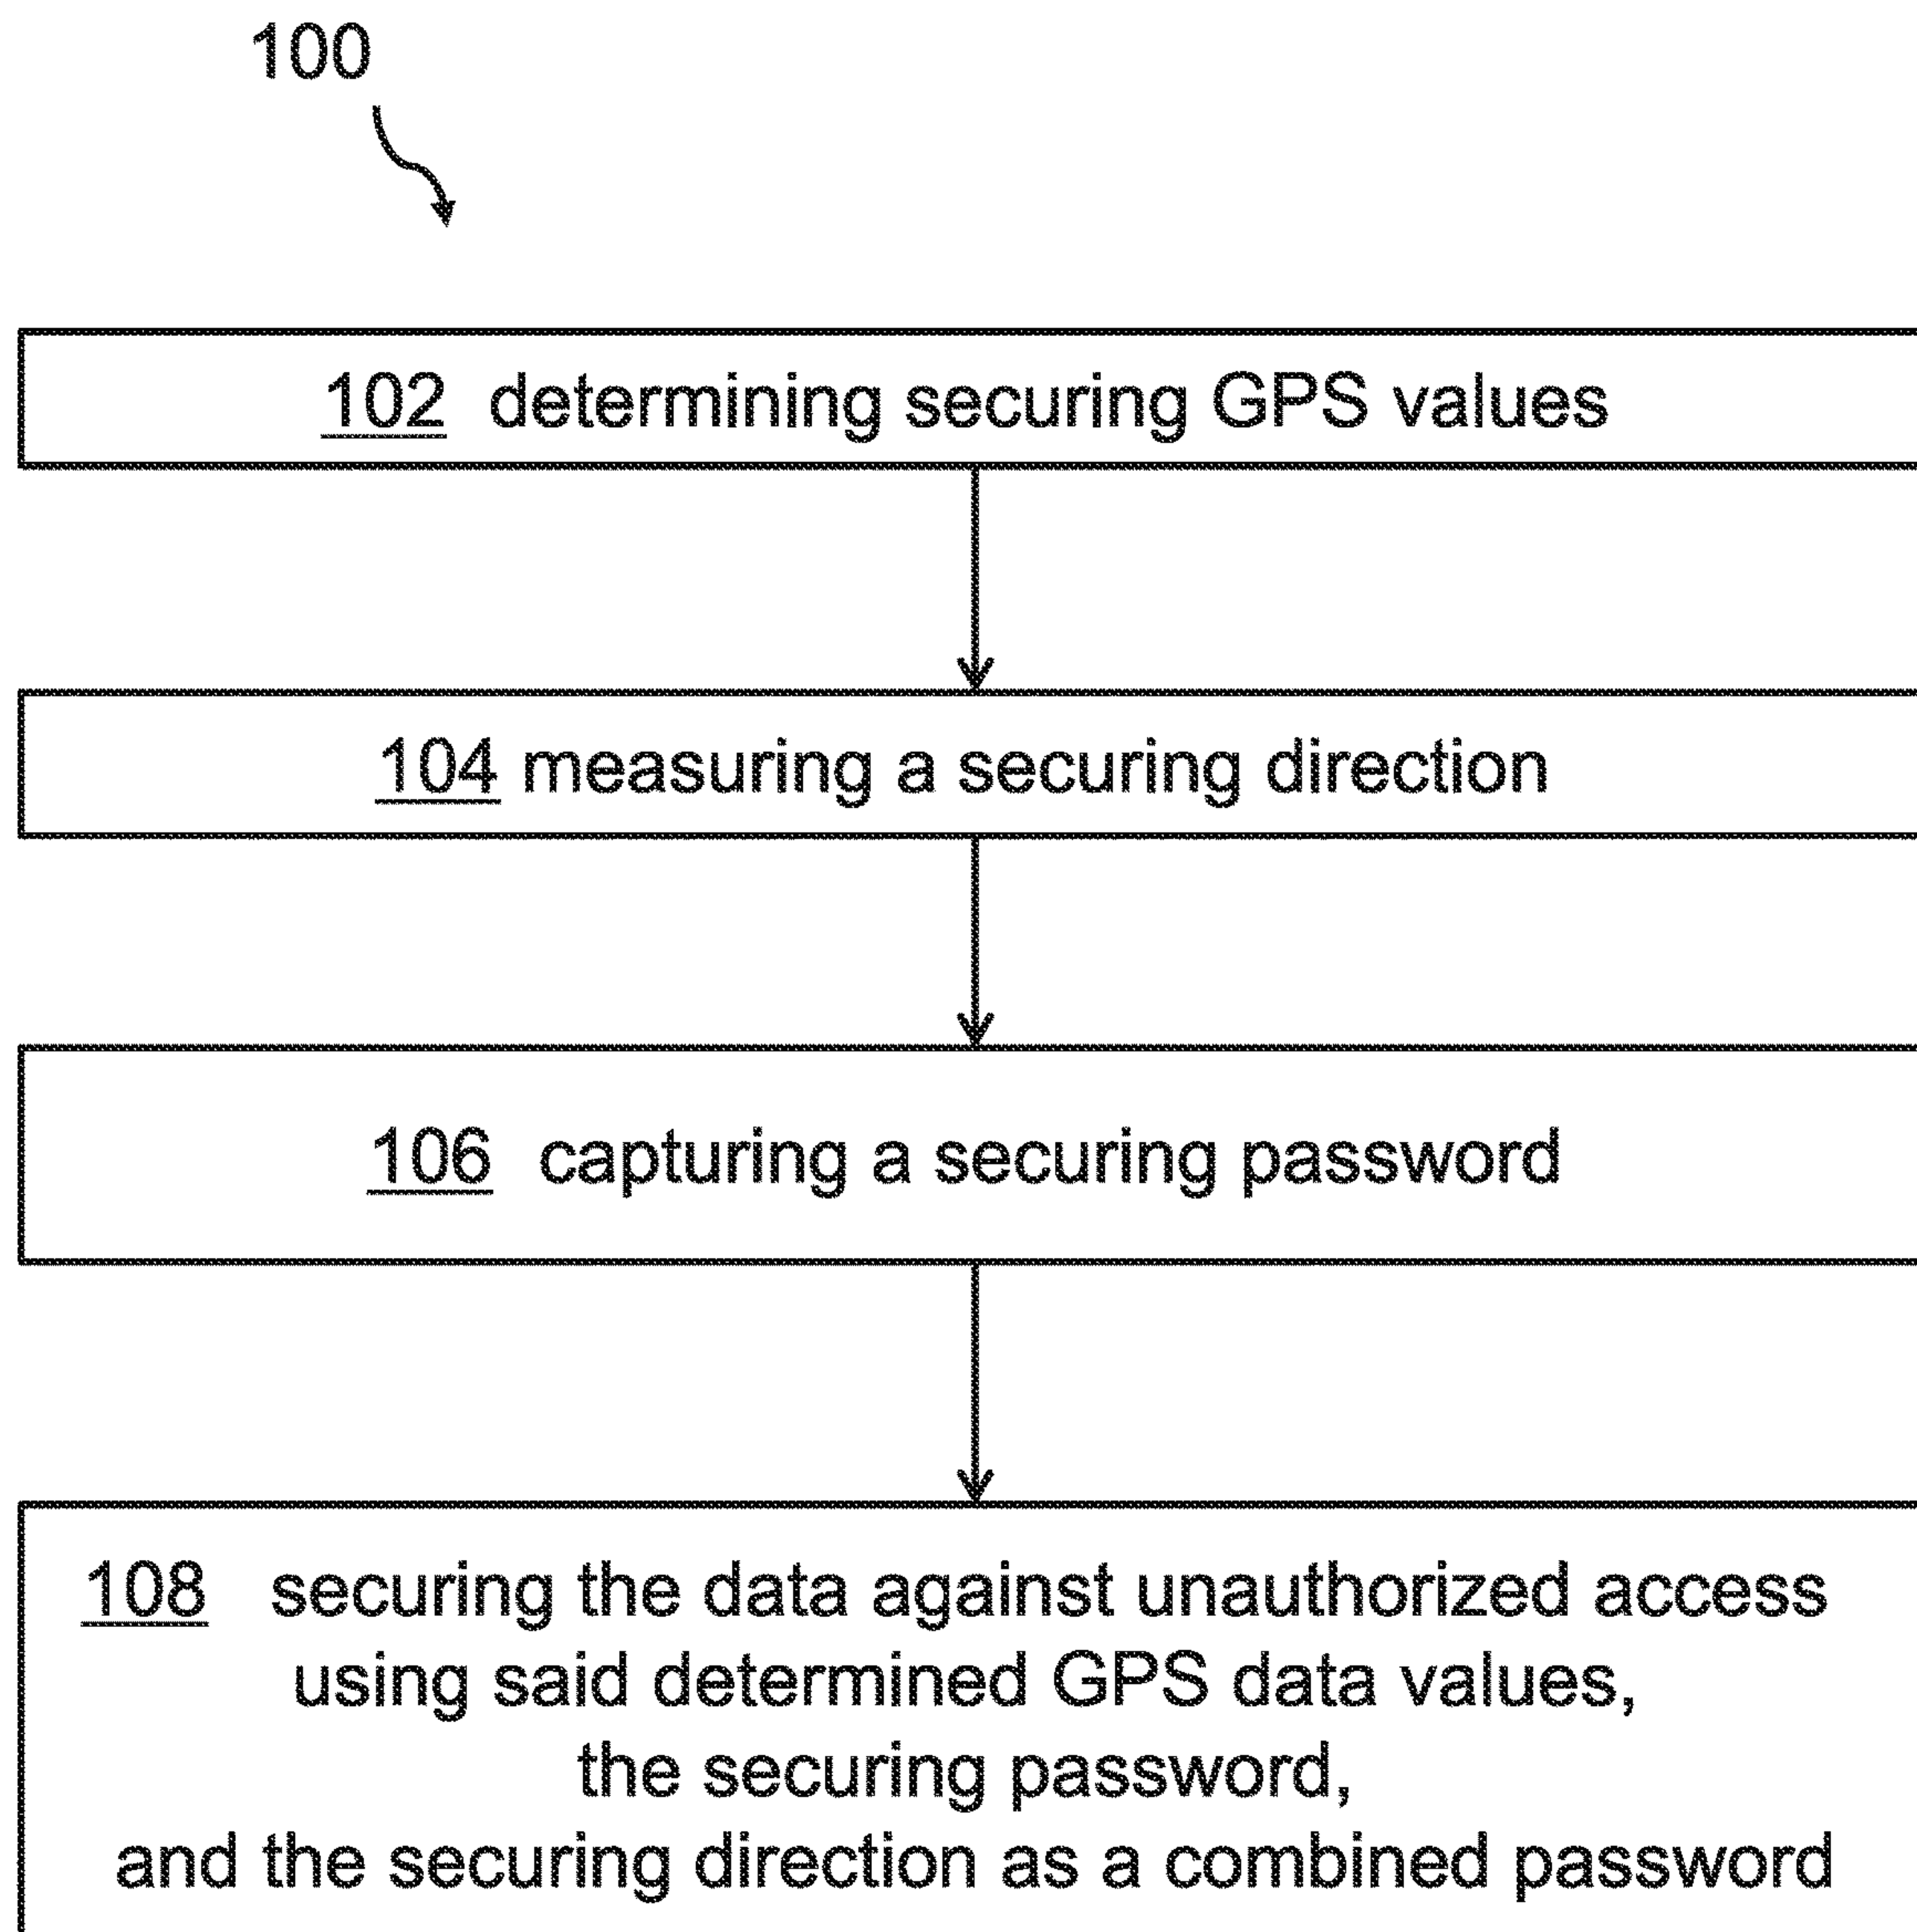 100
102 determining securing GPS values
104 measuring a securing direction
106 capturing a securing password
108 securing the data against unauthorized access
using said determined GPS data values,
the securing password,
and the securing direction as a combined password